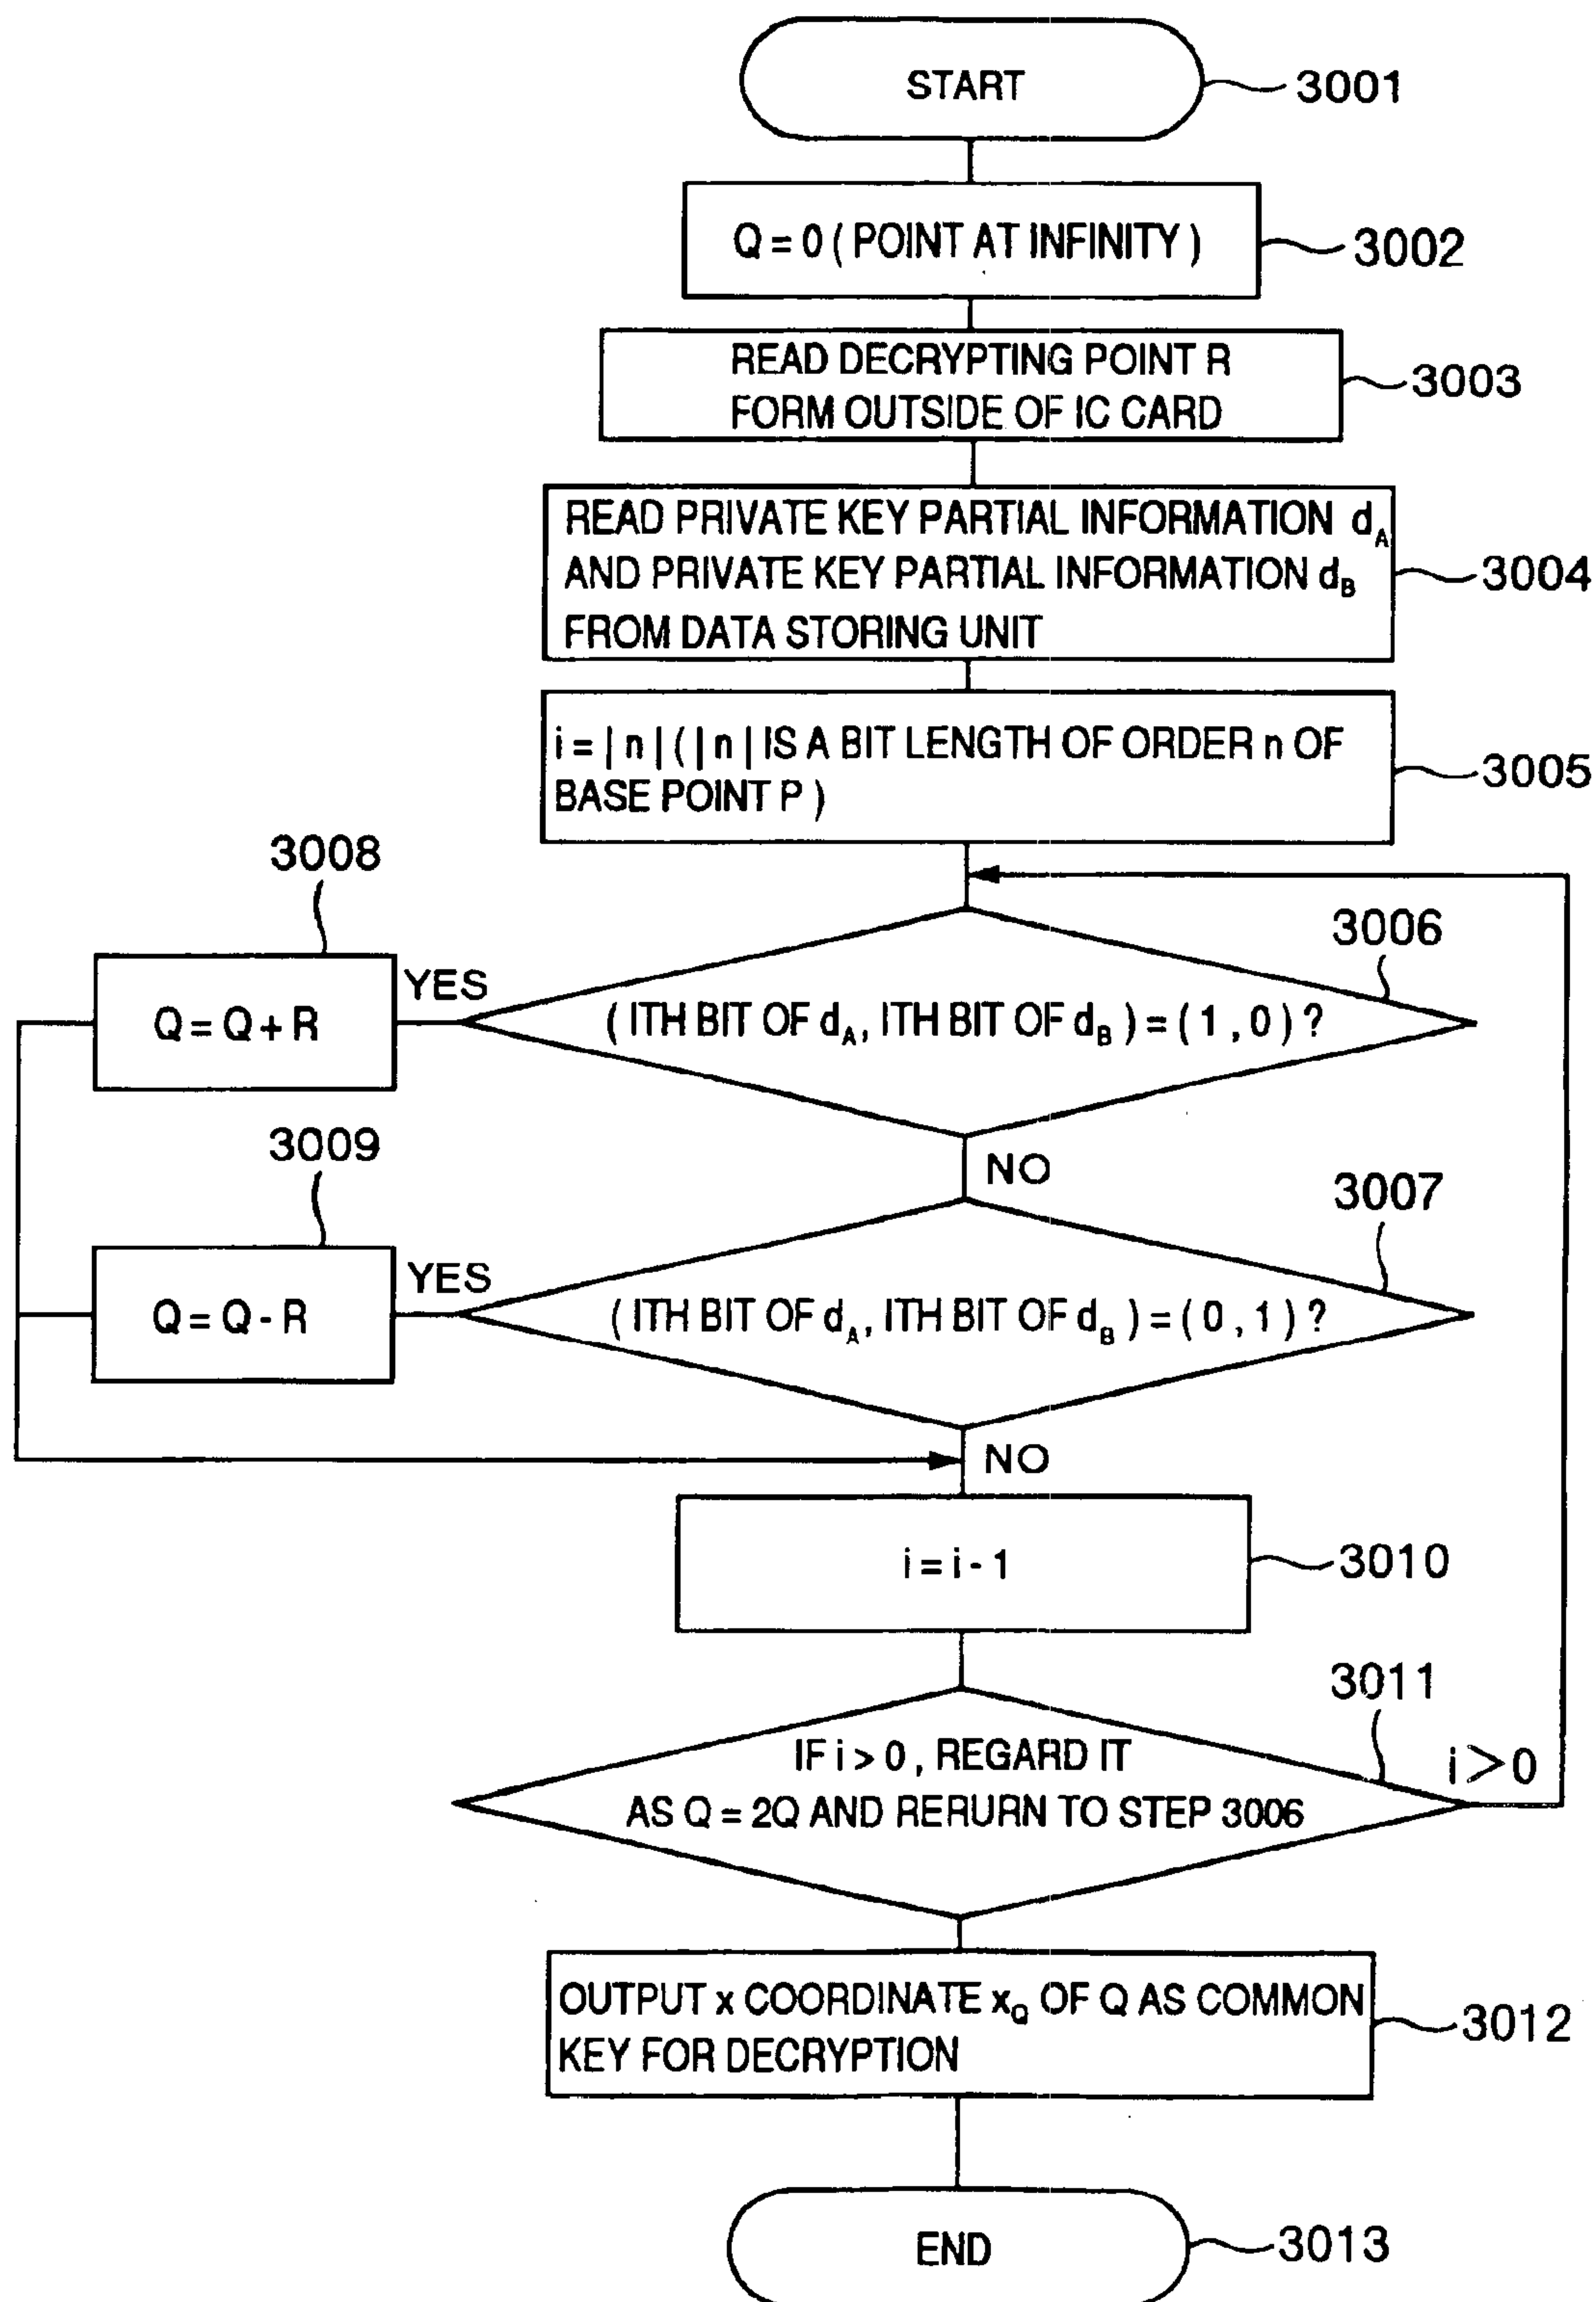 START
3001
Q = 0 ( POINT AT INFINITY )
3002
READ DECRYPTING POINT R
FORM OUTSIDE OF IC CARD
3003
READ PRIVATE KEY PARTIAL INFORMATION dA
AND PRIVATE KEY PARTIAL INFORMATION dB
FROM DATA STORING UNIT
3004
i = | n | ( | n | IS A BIT LENGTH OF ORDER n OF
BASE POINT P )
3005
3006
( ITH BIT OF dA, ITH BIT OF dB ) = ( 1 , 0 ) ?
YES
3008
Q = Q + R
NO
3007
( ITH BIT OF dA, ITH BIT OF dB ) = ( 0 , 1 ) ?
YES
3009
Q = Q - R
NO
i = i - 1
3010
3011
IF i > 0 , REGARD IT
AS Q = 2Q AND RERURN TO STEP 3006
i > 0
OUTPUT x COORDINATE xQ OF Q AS COMMON
KEY FOR DECRYPTION
3012
END
3013